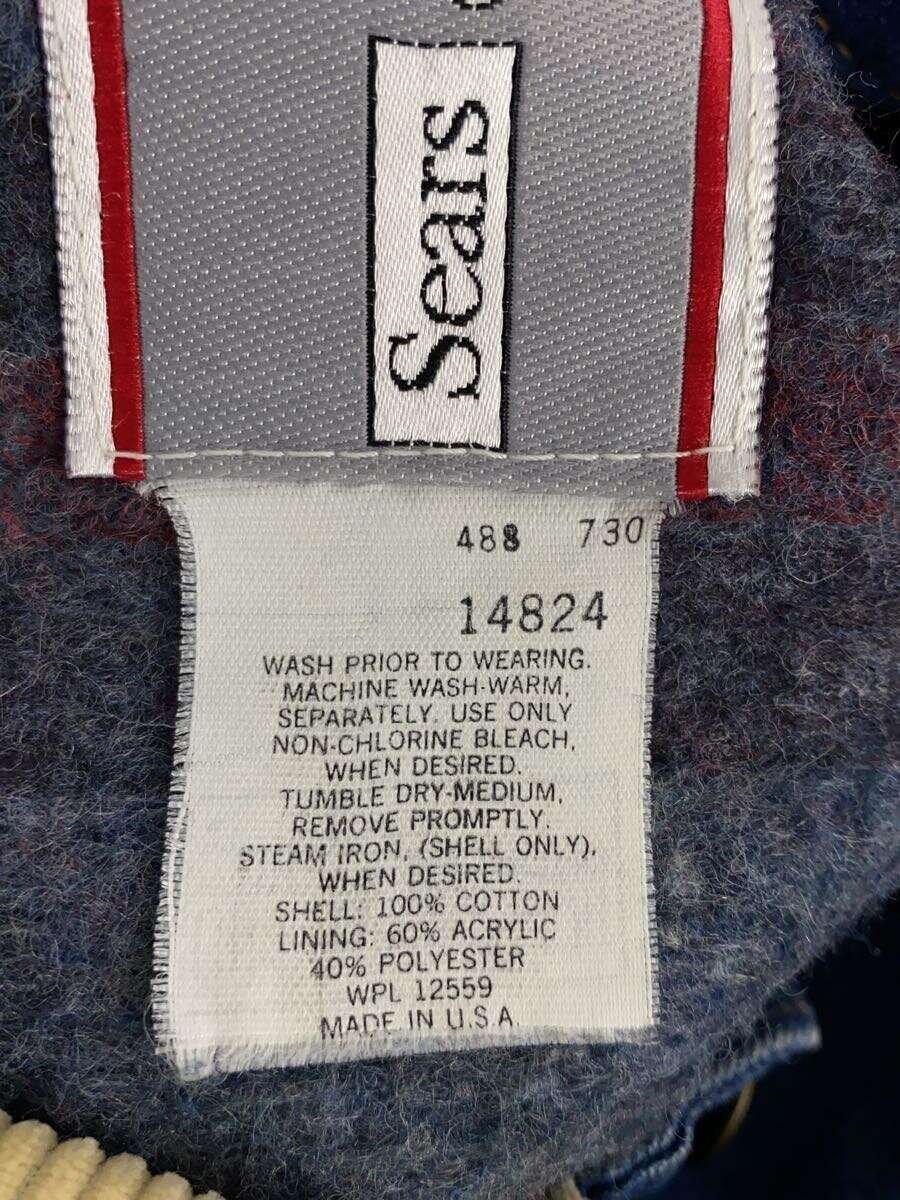 Sears
488 730
14824
WASH PRIOR TO WEARING.
MACHINE WASH-WARM,
SEPARATELY. USE ONLY
NON-CHLORINE BLEACH,
WHEN DESIRED.
TUMBLE DRY-MEDIUM,
REMOVE PROMPTLY.
STEAM IRON, (SHELL ONLY),
WHEN DESIRED.
SHELL: 100% COTTON
LINING: 60% ACRYLIC
40% POLYESTER
WPL 12559
MADE IN U.S.A.